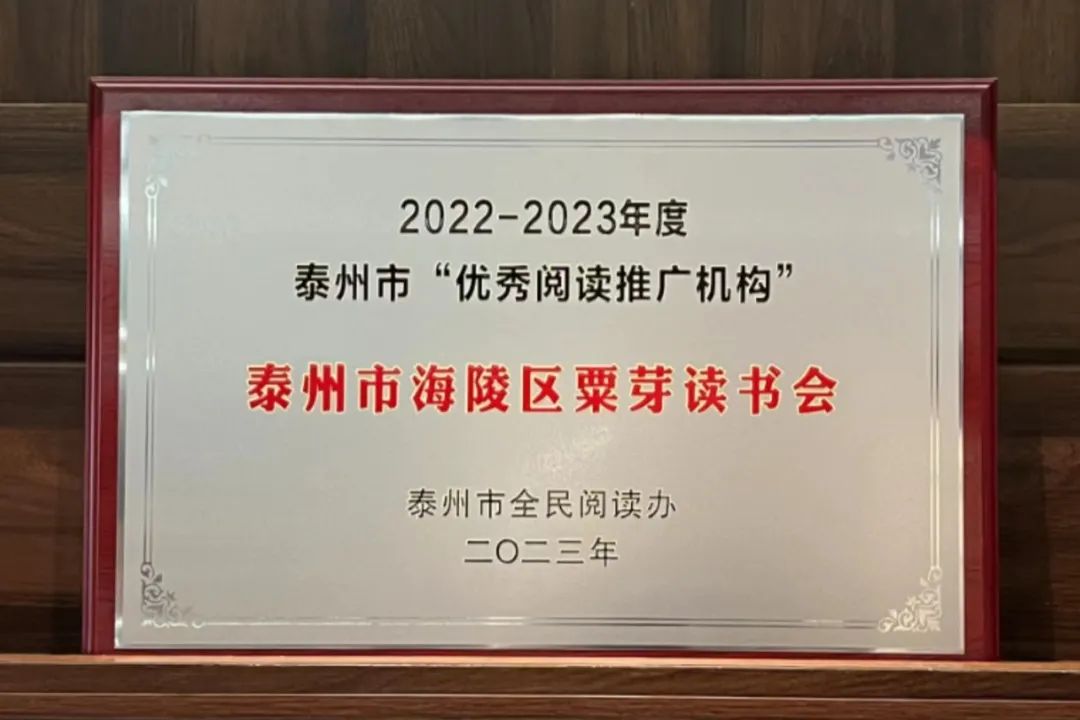 2022-2023年度
泰州市“优秀阅读推广机构”
泰州市海陵区粟芽读书会
泰州市全民阅读办
二〇二三年